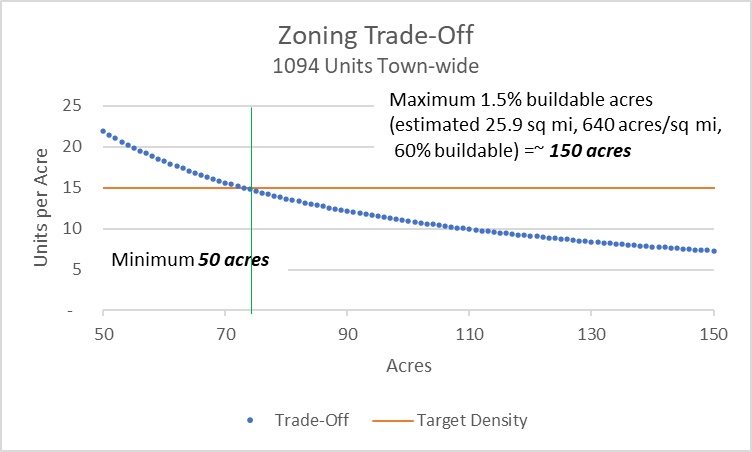 Zoning Trade-Off
1094 Units Town-wide
Maximum 1.5% buildable acres
(estimated 25.9 sq mi, 640 acres/sq mi,
60% buildable) =~ 150 acres
Units per Acre
25
20
15
10
5
-
Minimum 50 acres
50 70 90 110 130 150
Acres
Trade-Off Target Density